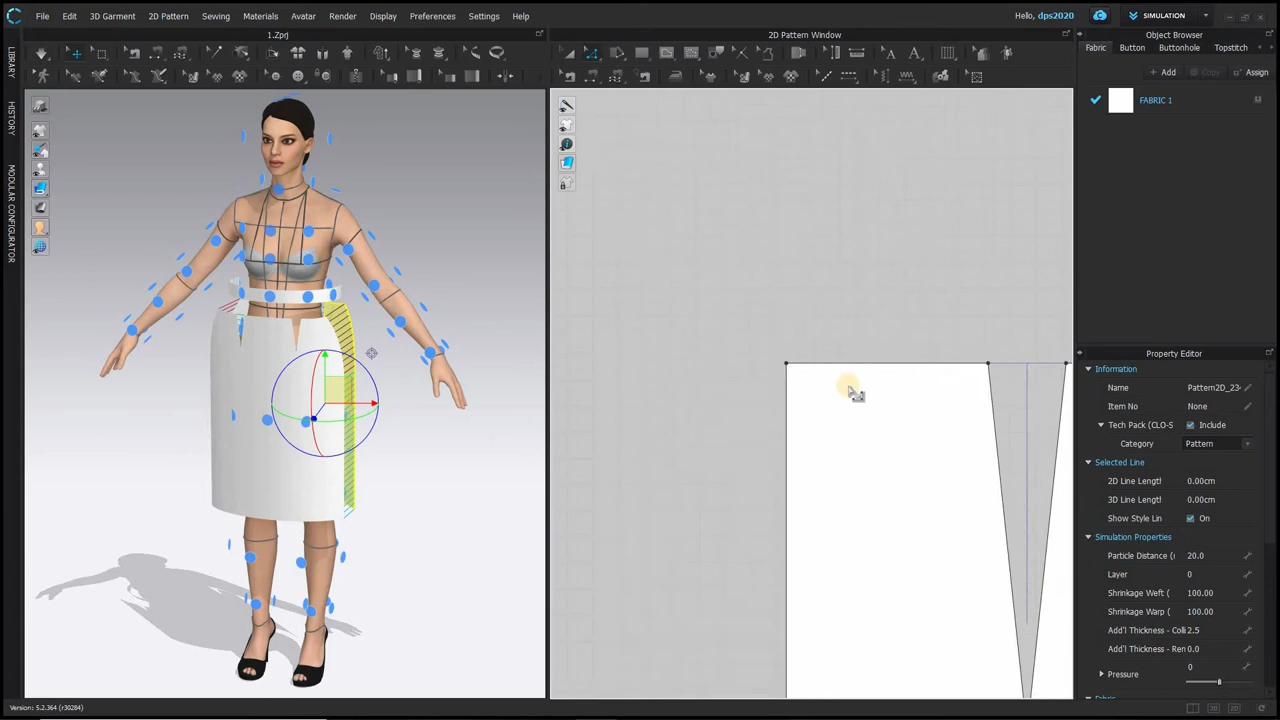 File Edit 3D Garment 2D Pattern Sewing Materials Avatar Render Display Preferences Settings Help
Hello, dps2020
SIMULATION
1.Zprj
2D Pattern Window
Object Browser
Fabric Button Buttonhole Topstitch
+ Add Copy Assign
FABRIC 1
LIBRARY
HISTORY
MODULAR CONFIGURATOR
Property Editor
Information
Name Pattern2D_23
Item No None
Tech Pack (CLO-S Include
Category Pattern
Selected Line
2D Line Lengt 0.00cm
3D Line Lengt 0.00cm
Show Style Lin On
Simulation Properties
Particle Distance ( 20.0
Layer 0
Shrinkage Weft ( 100.00
Shrinkage Warp ( 100.00
Add'l Thickness - Colli 2.5
Add'l Thickness - Ren 0.0
Pressure 0
Fabric
Version: 5.2.364 (r30284)
3D 2D